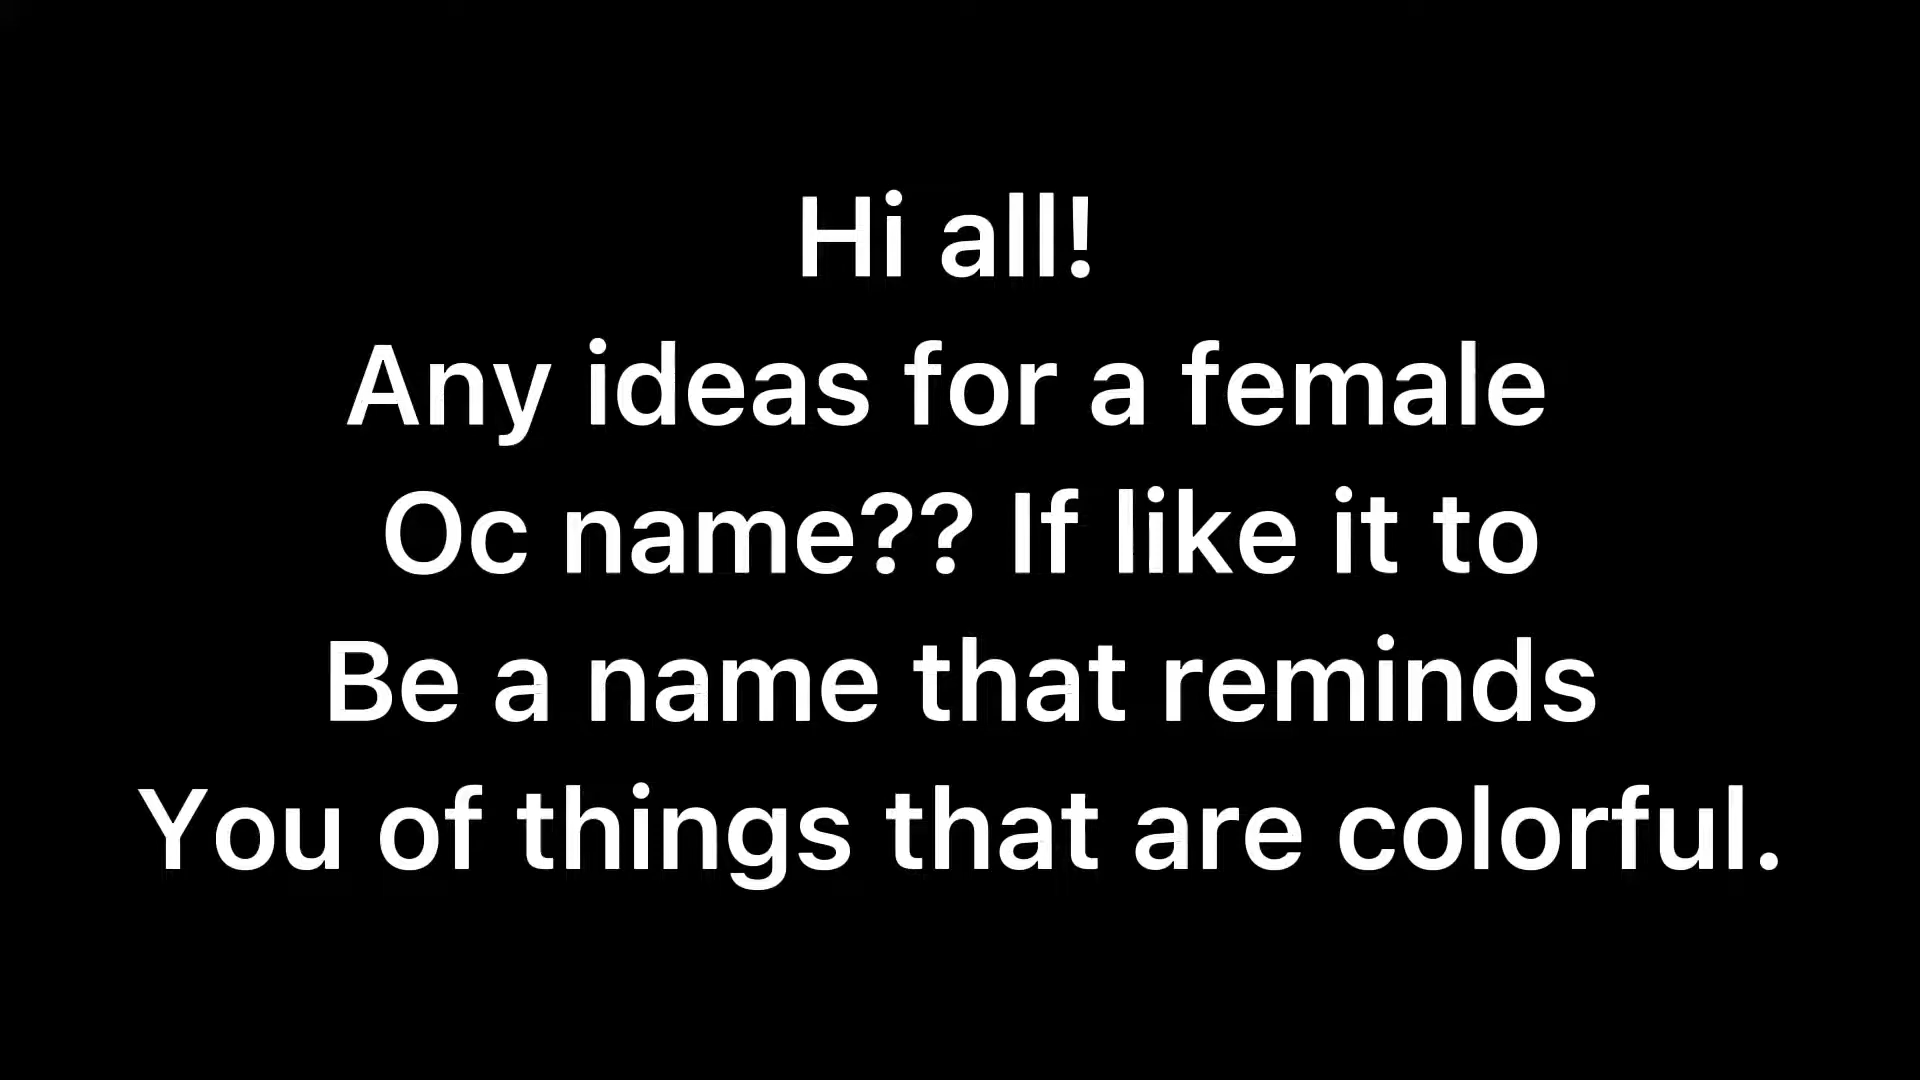 Hi all!
Any ideas for a female
Oc name?? If like it to
Be a name that reminds
You of things that are colorful.